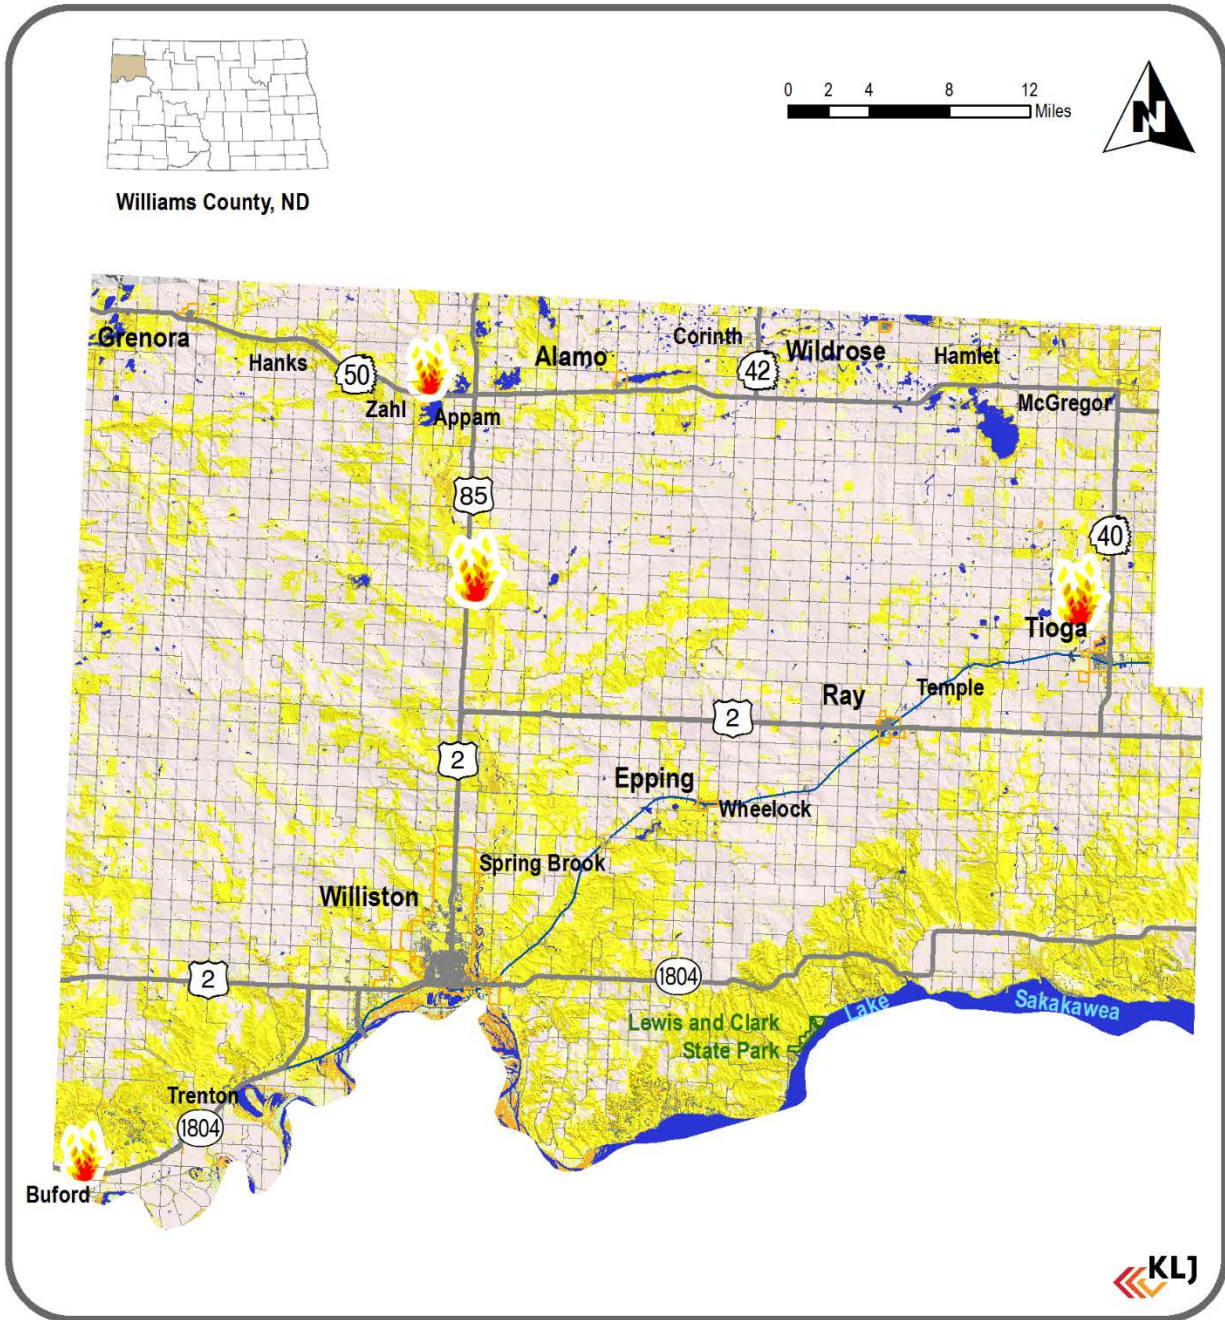 0 2 4 8 12
Miles
N
Williams County, ND
Grenora
Hanks
50
Zahl
Appam
Alamo
Corinth
42
Wildrose
Hamlet
McGregor
85
40
Tioga
Ray
Temple
2
2
Epping
Wheelock
Spring Brook
Williston
2
1804
Lake
Sakakawea
Lewis and Clark
State Park
Trenton
1804
Buford
KLJ